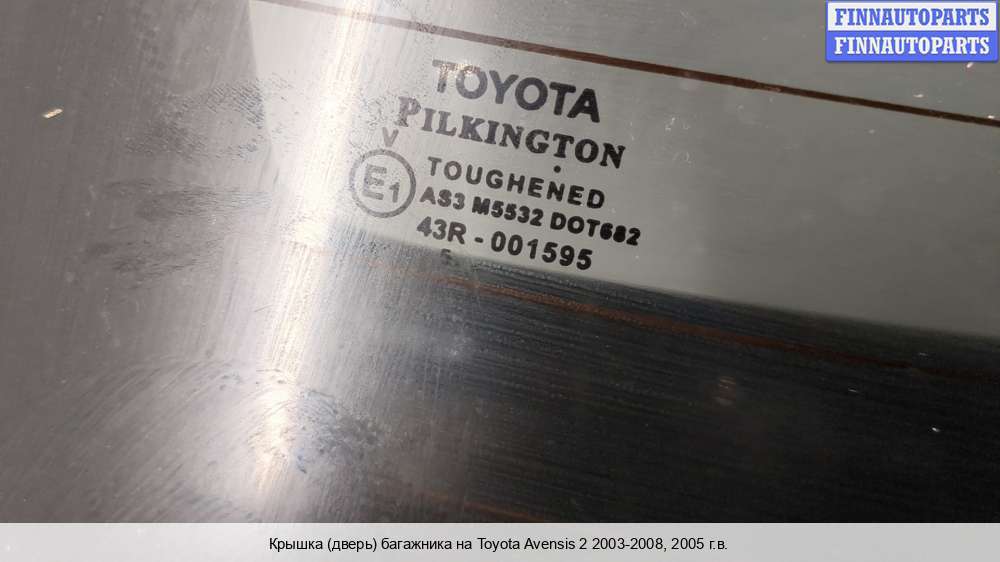 FINNAUTOPARTS
FINNAUTOPARTS
TOYOTA
PILKINGTON
V
E1
TOUGHENED
AS3 M5532 DOT682
43R - 001595
5
Крышка (дверь) багажника на Toyota Avensis 2 2003-2008, 2005 г.в.